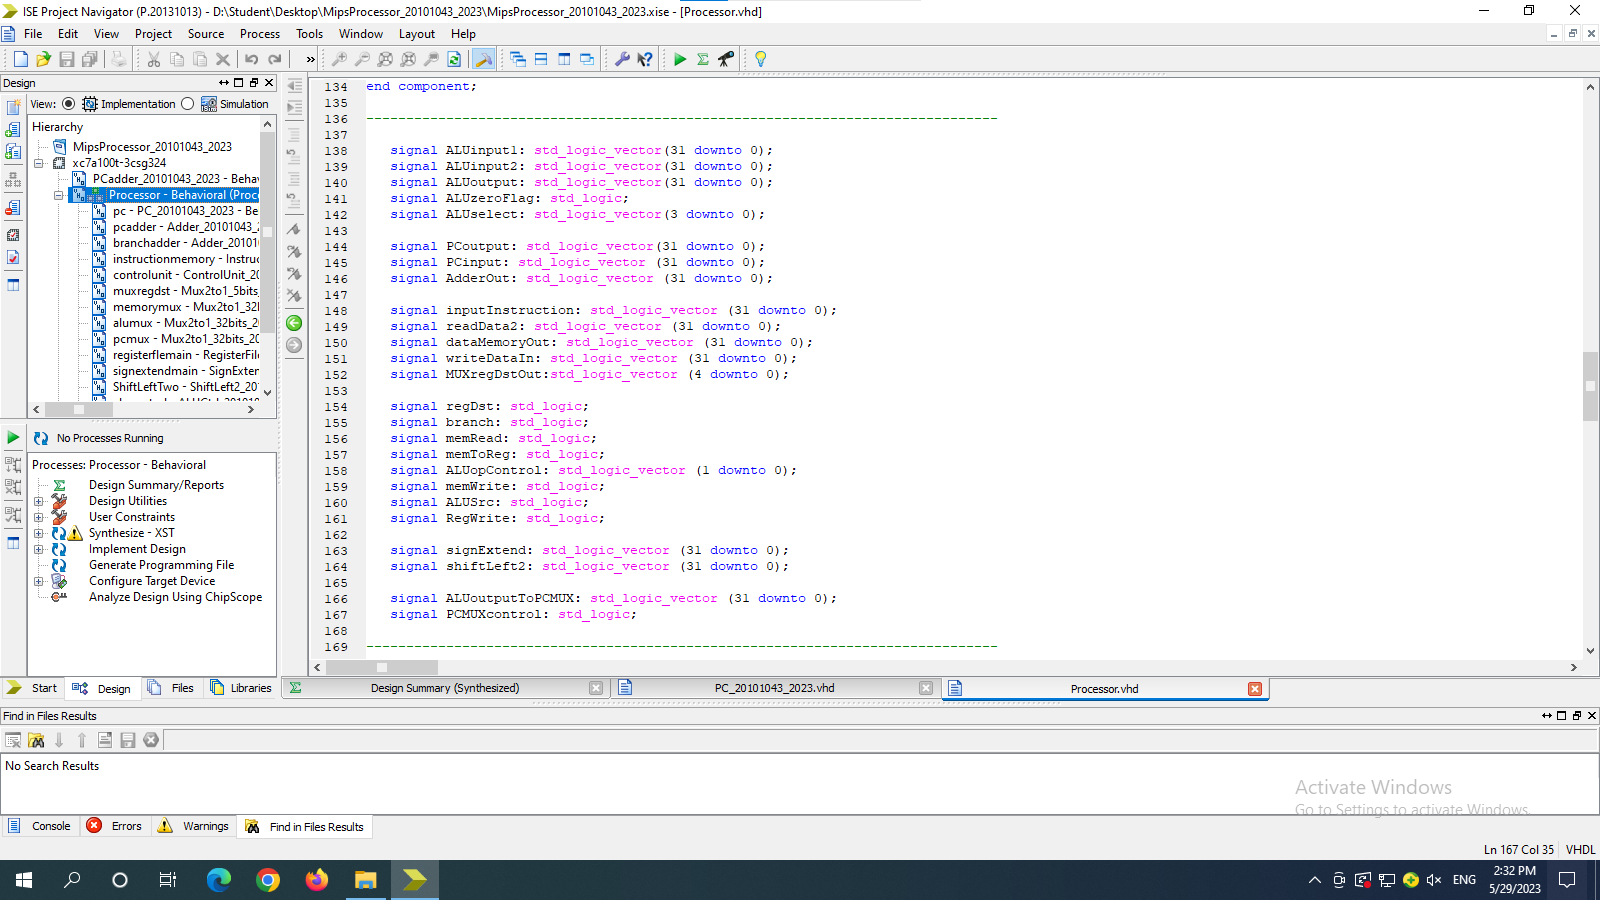 ISE Project Navigator (P.20131013) - D:\Student\Desktop\MipsProcessor_20101043_2023\MipsProcessor_20101043_2023.xise - [Processor.vhd]
File Edit View Project Source Process Tools Window Layout Help
Design
View: Implementation Simulation
Hierarchy
MipsProcessor_20101043_2023
xc7a100t-3csg324
PCadder_20101043_2023 - Beha
Processor - Behavioral (Proc
pc - PC_20101043_2023 - Be
pcadder - Adder_20101043_
branchadder - Adder_2010
instructionmemory - Instru
controlunit - ControlUnit_20
muxregdst - Mux2to1_5bits_
memorymux - Mux2to1_32
alumux - Mux2to1_32bits_2
pcmux - Mux2to1_32bits_20
registerflemain - RegisterFil
signextendmain - SignExter
ShiftLeftTwo - ShiftLeft2_20
No Processes Running
Processes: Processor - Behavioral
Design Summary/Reports
Design Utilities
User Constraints
Synthesize - XST
Implement Design
Generate Programming File
Configure Target Device
Analyze Design Using ChipScope
Start Design Files Libraries
134 end component;
135
136 -------------------------------------------------------------------------------
137
138 signal ALUinput1: std_logic_vector(31 downto 0);
139 signal ALUinput2: std_logic_vector(31 downto 0);
140 signal ALUoutput: std_logic_vector(31 downto 0);
141 signal ALUzeroFlag: std_logic;
142 signal ALUselect: std_logic_vector(3 downto 0);
143
144 signal PCoutput: std_logic_vector(31 downto 0);
145 signal PCinput: std_logic_vector (31 downto 0);
146 signal AdderOut: std_logic_vector (31 downto 0);
147
148 signal inputInstruction: std_logic_vector (31 downto 0);
149 signal readData2: std_logic_vector (31 downto 0);
150 signal dataMemoryOut: std_logic_vector (31 downto 0);
151 signal writeDataIn: std_logic_vector (31 downto 0);
152 signal MUXregDstOut:std_logic_vector (4 downto 0);
153
154 signal regDst: std_logic;
155 signal branch: std_logic;
156 signal memRead: std_logic;
157 signal memToReg: std_logic;
158 signal ALUopControl: std_logic_vector (1 downto 0);
159 signal memWrite: std_logic;
160 signal ALUSrc: std_logic;
161 signal RegWrite: std_logic;
162
163 signal signExtend: std_logic_vector (31 downto 0);
164 signal shiftLeft2: std_logic_vector (31 downto 0);
165
166 signal ALUoutputToPCMUX: std_logic_vector (31 downto 0);
167 signal PCMUXcontrol: std_logic;
168
169 -------------------------------------------------------------------------------
Design Summary (Synthesized) PC_20101043_2023.vhd Processor.vhd
Find in Files Results
No Search Results
Activate Windows
Go to Settings to activate Windows.
Console Errors Warnings Find in Files Results
Ln 167 Col 35 VHDL
ENG
2:32 PM
5/29/2023